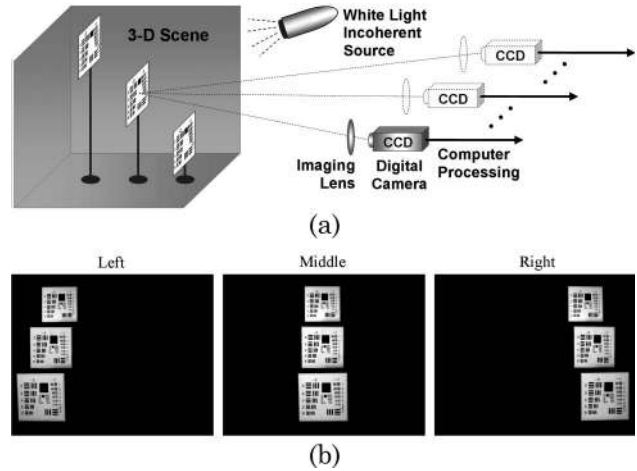 (a)
3-D Scene
White Light
Incoherent
Source
CCD
CCD
CCD
Imaging
Lens
Digital
Camera
Computer
Processing
(a)
Left
Middle
Right
(b)